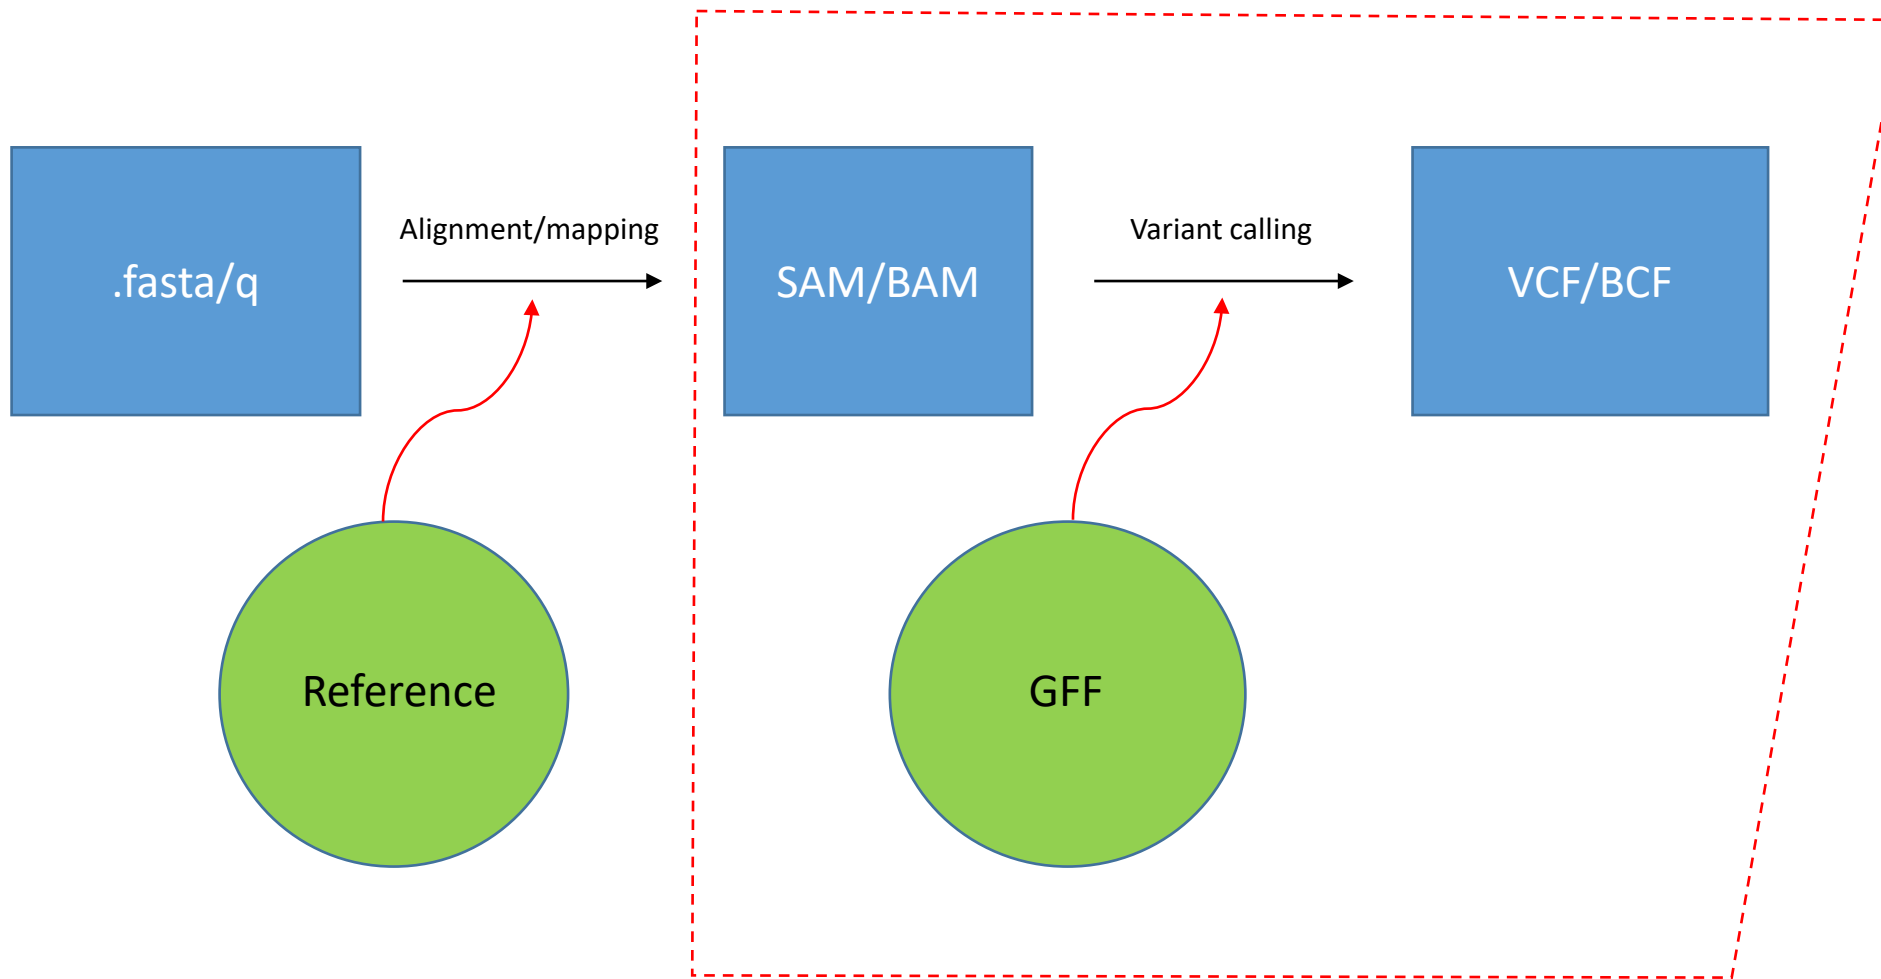 .fasta/q
Alignment/mapping
SAM/BAM
Variant calling
VCF/BCF
Reference
GFF